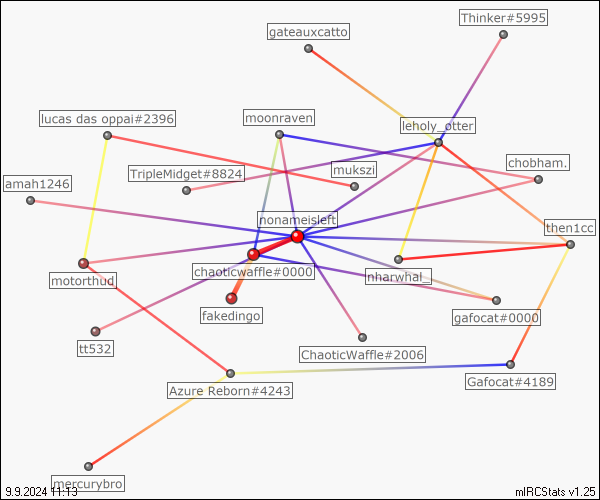 Thinker#5995
gateauxcatto
lucas das oppai#2396
moonraven
leholy_otter
chobham.
mukszi
TripleMidget#8824
amah1246
nonameisleft
then1cc
chaoticwaffle#0000
nharwhal_
motorthud
fakedingo
gafocat#0000
tt532
ChaoticWaffle#2006
Gafocat#4189
Azure Reborn#4243
mercurybro
9.9.2024 11:13
mIRCStats v1.25